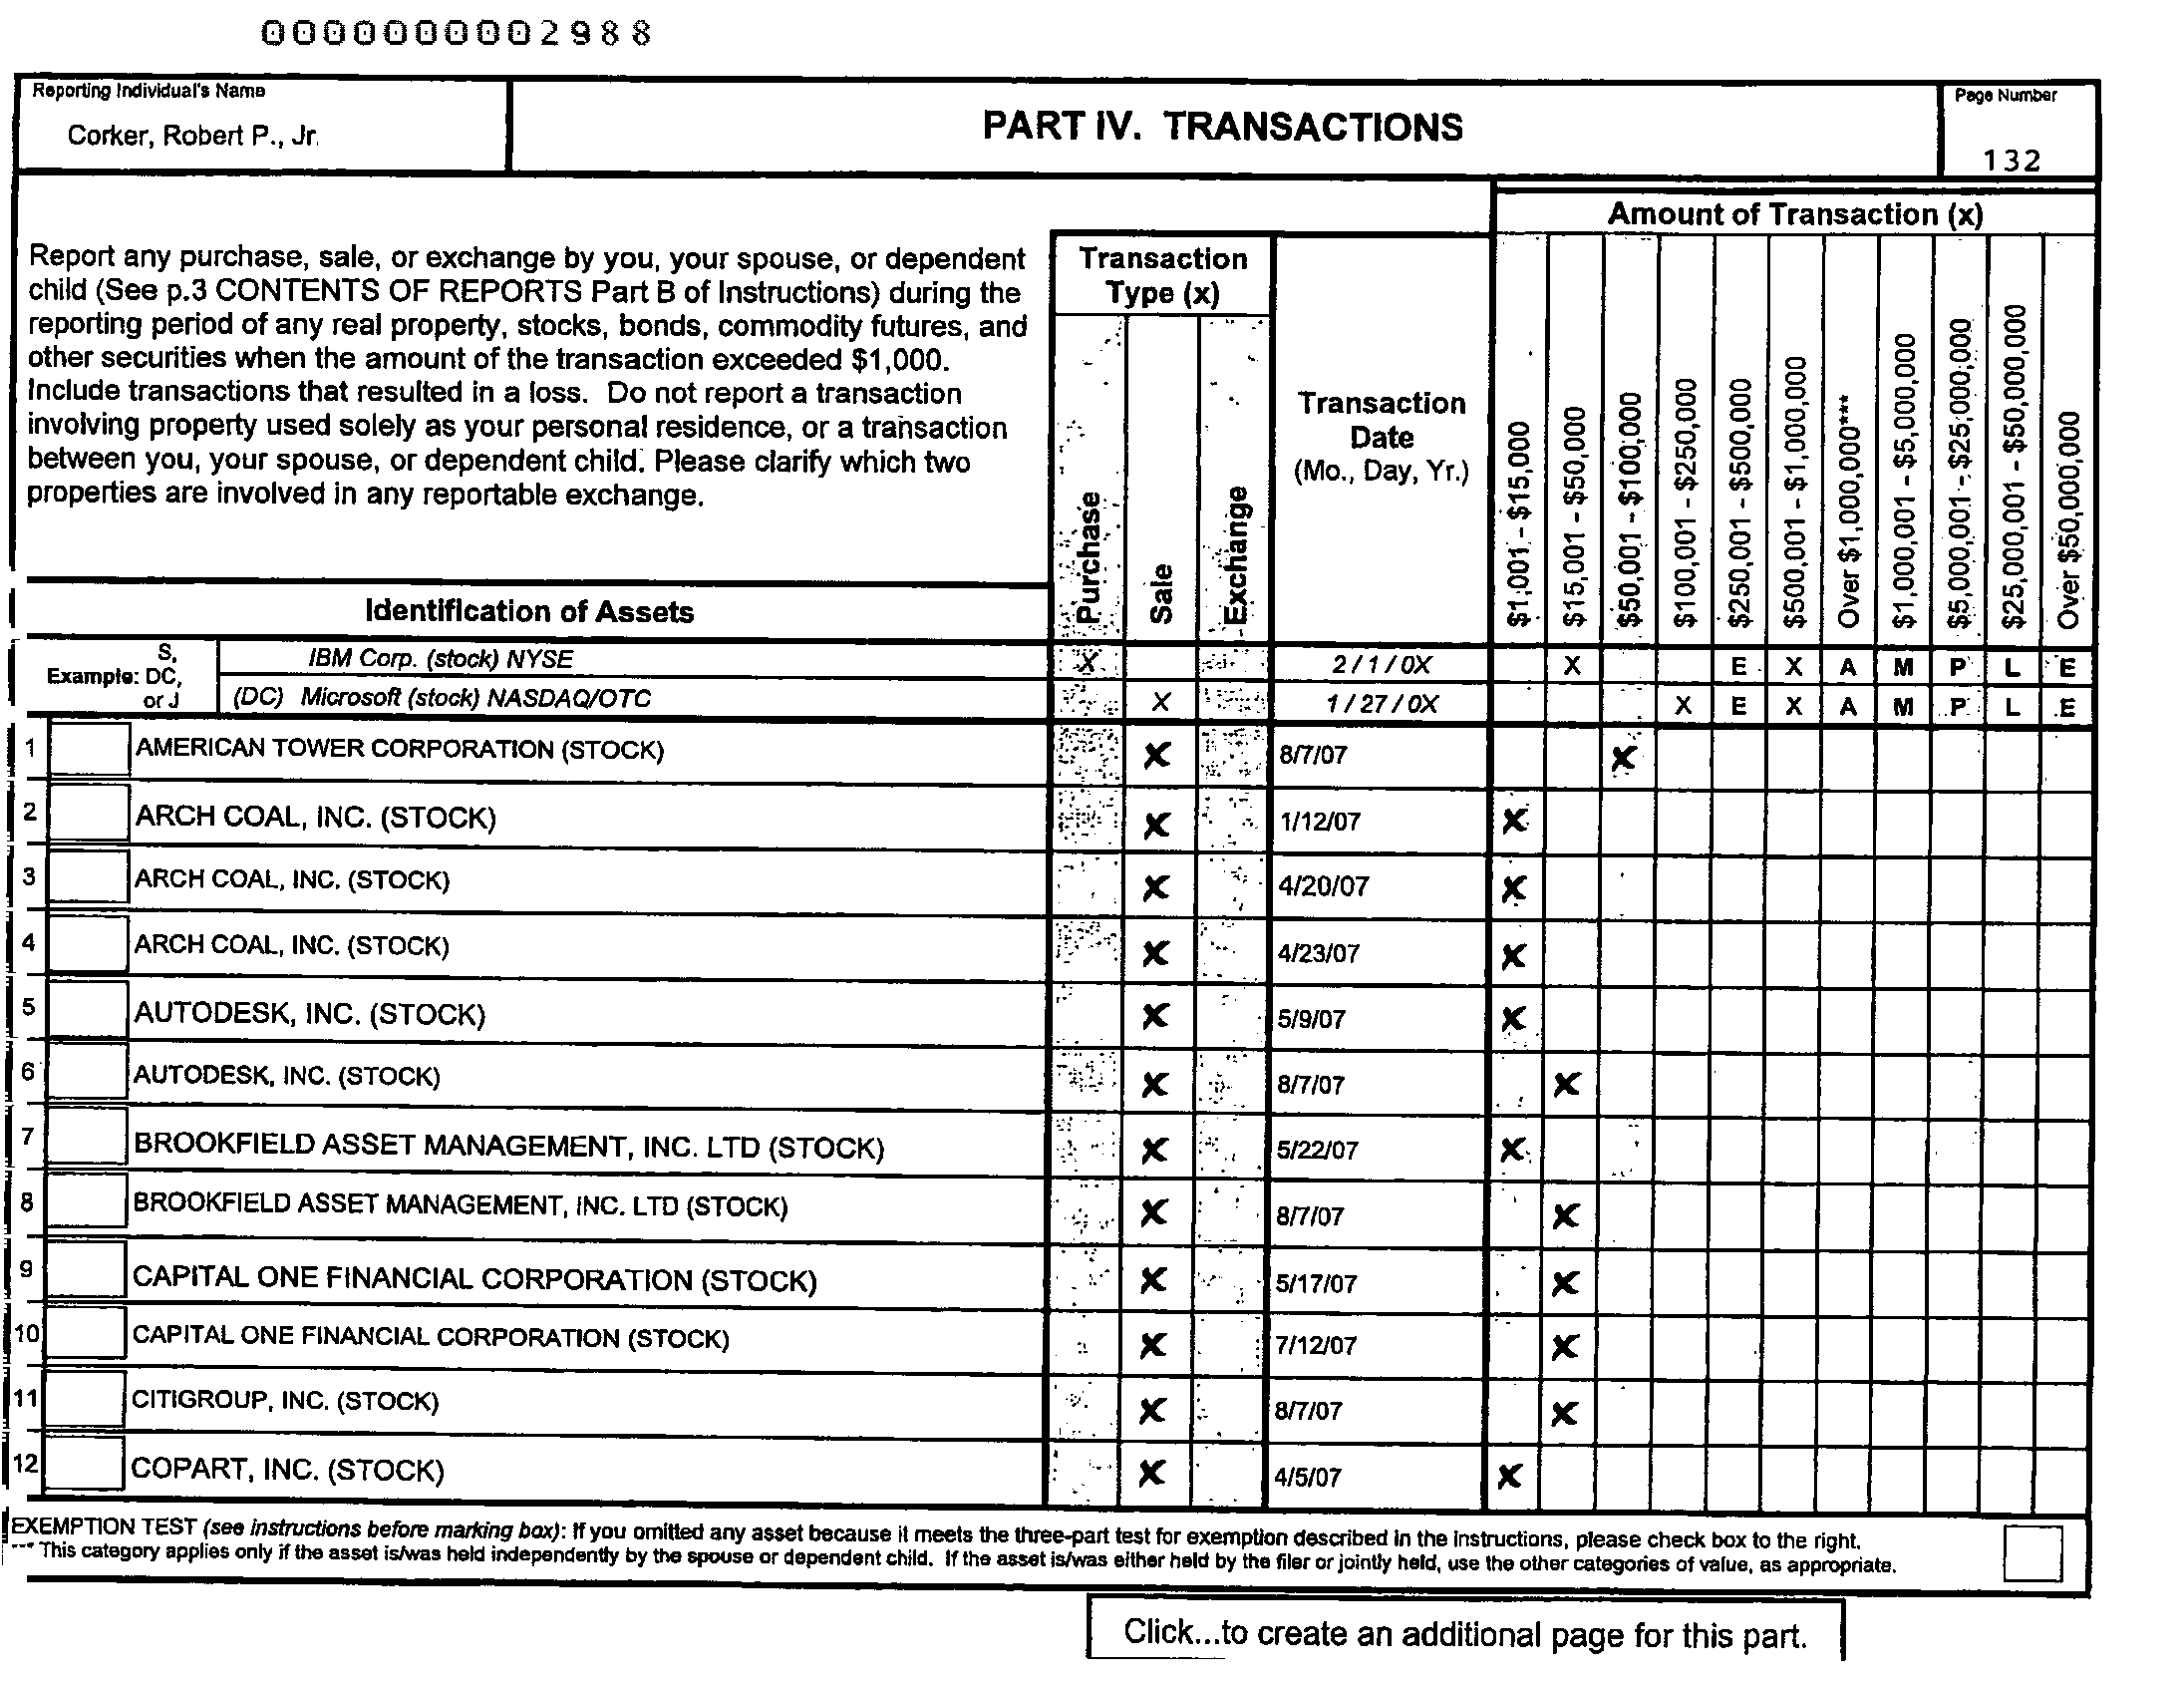 0000000002988
Reporting Individual's Name
Corker, Robert P., Jr.
PART IV. TRANSACTIONS
Page Number
132
Amount of Transaction (x)
Report any purchase, sale, or exchange by you, your spouse, or dependent
child (See p.3 CONTENTS OF REPORTS Part B of Instructions) during the
reporting period of any real property, stocks, bonds, commodity futures, and
other securities when the amount of the transaction exceeded $1,000.
Include transactions that resulted in a loss. Do not report a transaction
involving property used solely as your personal residence, or a transaction
between you, your spouse, or dependent child. Please clarify which two
properties are involved in any reportable exchange.
Transaction
Type (x)
Purchase
Sale
Exchange
Transaction
Date
(Mo., Day, Yr.)
$1,001 - $15,000
$15,001 - $50,000
$50,001 - $100,000
$100,001 - $250,000
$250,001 - $500,000
$500,001 - $1,000,000
Over $1,000,000***
$1,000,001 - $5,000,000
$5,000,001 - $25,000,000
$25,000,001 - $50,000,000
Over $50,000,000
Identification of Assets
Example: S, DC, or J
IBM Corp. (stock) NYSE X 2 / 1 / 0X X E X A M P L E
(DC) Microsoft (stock) NASDAQ/OTC X 1 / 27 / 0X X E X A M P L E
1 AMERICAN TOWER CORPORATION (STOCK) X 8/7/07 X
2 ARCH COAL, INC. (STOCK) X 1/12/07 X
3 ARCH COAL, INC. (STOCK) X 4/20/07 X
4 ARCH COAL, INC. (STOCK) X 4/23/07 X
5 AUTODESK, INC. (STOCK) X 5/9/07 X
6 AUTODESK, INC. (STOCK) X 8/7/07 X
7 BROOKFIELD ASSET MANAGEMENT, INC. LTD (STOCK) X 5/22/07 X
8 BROOKFIELD ASSET MANAGEMENT, INC. LTD (STOCK) X 8/7/07 X
9 CAPITAL ONE FINANCIAL CORPORATION (STOCK) X 5/17/07 X
10 CAPITAL ONE FINANCIAL CORPORATION (STOCK) X 7/12/07 X
11 CITIGROUP, INC. (STOCK) X 8/7/07 X
12 COPART, INC. (STOCK) X 4/5/07 X
EXEMPTION TEST (see instructions before marking box): If you omitted any asset because it meets the three-part test for exemption described in the instructions, please check box to the right.
*** This category applies only if the asset is/was held independently by the spouse or dependent child. If the asset is/was either held by the filer or jointly held, use the other categories of value, as appropriate.
Click...to create an additional page for this part.